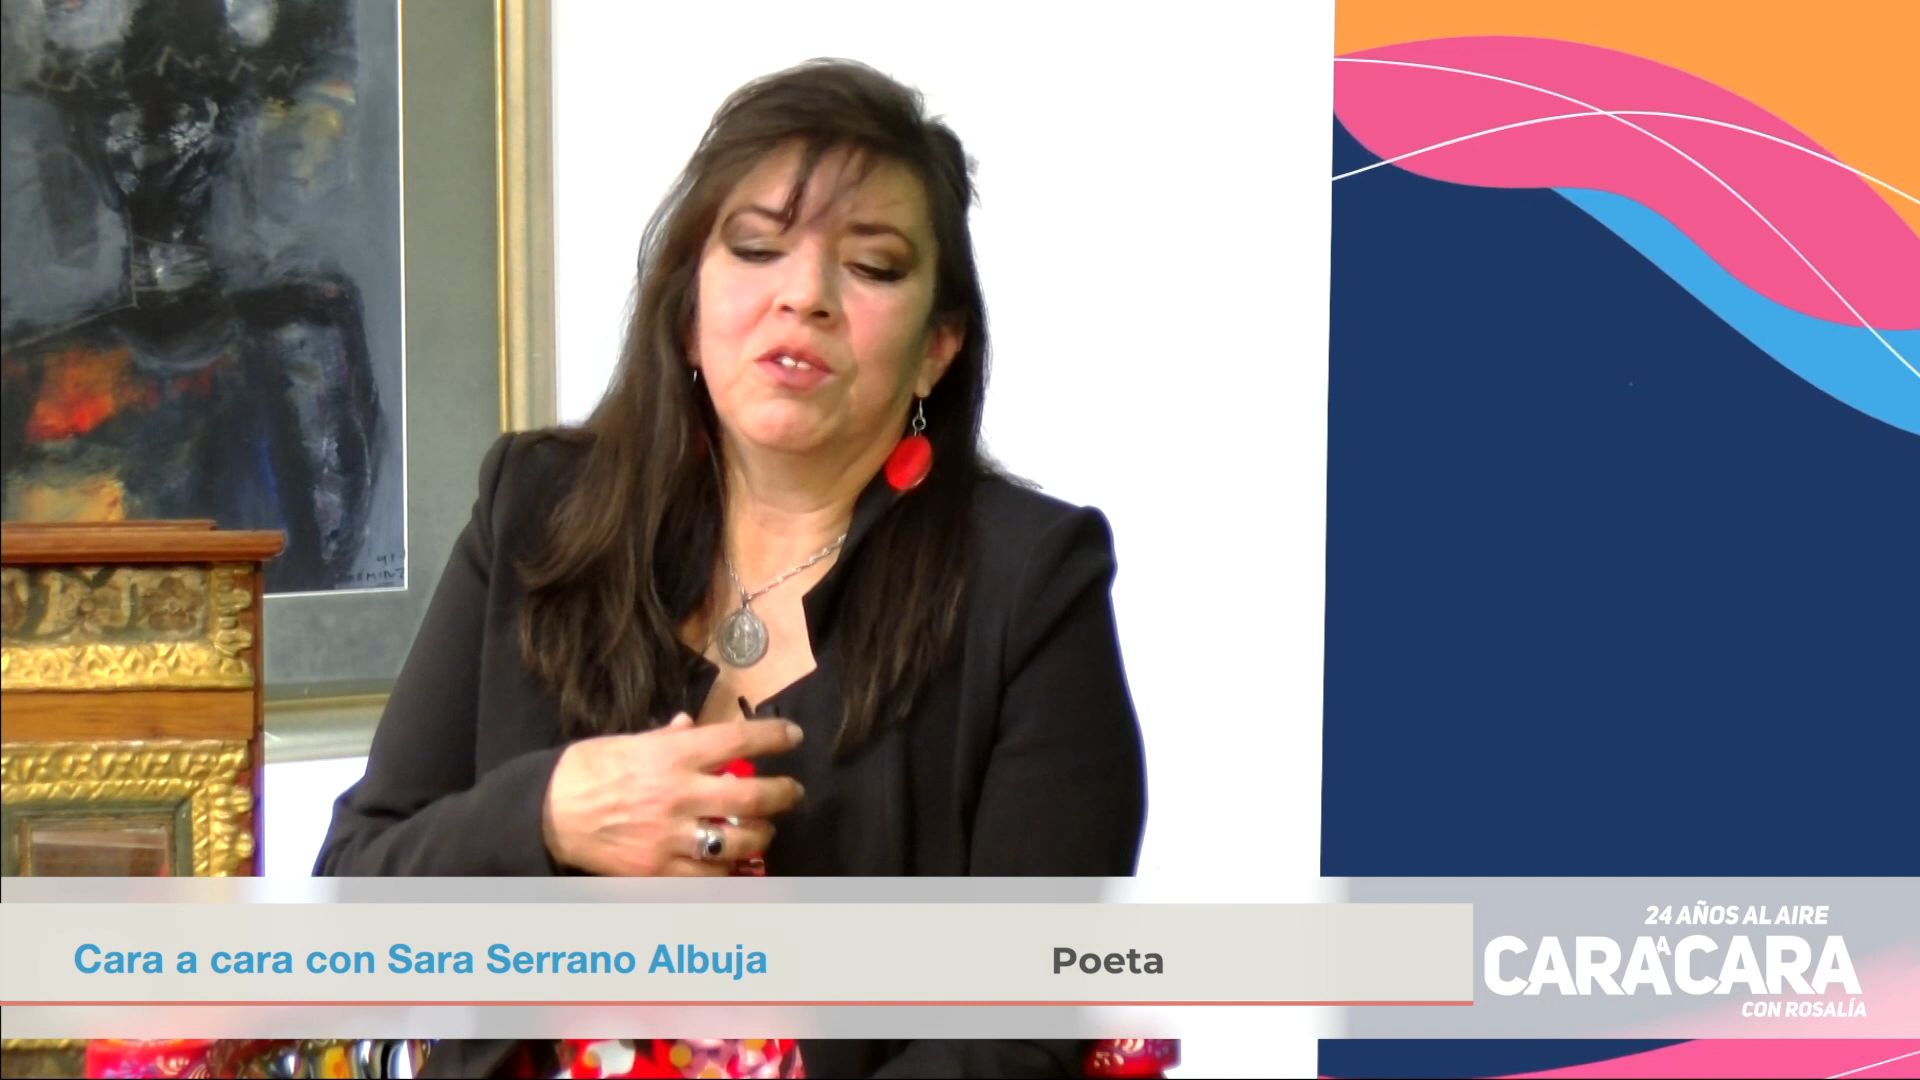 Cara a cara con Sara Serrano Albuja
Poeta
24 AÑOS AL AIRE
CARA A CARA
CON ROSALÍA